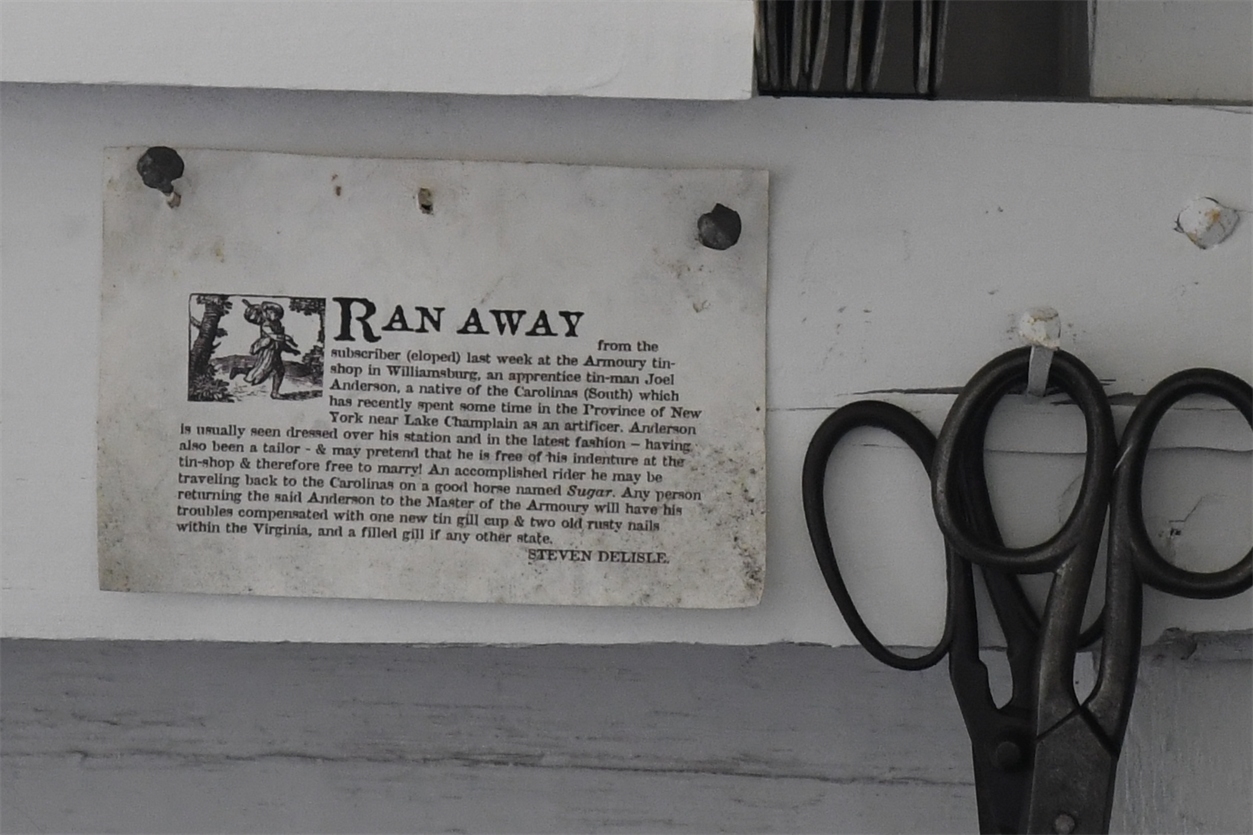 RAN AWAY
from the
subscriber (eloped) last week at the Armoury tin-
shop in Williamsburg, an apprentice tin-man Joel
Anderson, a native of the Carolinas (South) which
has recently spent some time in the Province of New
York near Lake Champlain as an artificer. Anderson
is usually seen dressed over his station and in the latest fashion – having
also been a tailor - & may pretend that he is free of his indenture at the
tin-shop & therefore free to marry! An accomplished rider he may be
traveling back to the Carolinas on a good horse named Sugar. Any person
returning the said Anderson to the Master of the Armoury will have his
troubles compensated with one new tin gill cup & two old rusty nails
within the Virginia, and a filled gill if any other state.
STEVEN DELISLE.